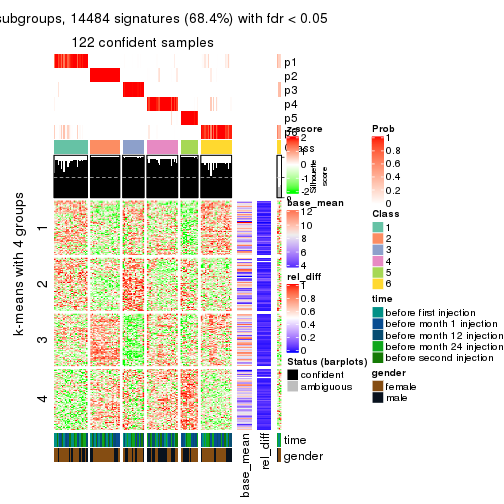 subgroups, 14484 signatures (68.4%) with fdr < 0.05
122 confident samples
p1
p2
p3
p4
p5
Class
Silhouette
score
k-means with 4 groups
1
2
3
4
base_mean
rel_diff
time
gender
z-score
2
1
0
-1
-2
base_mean
12
10
8
6
4
rel_diff
1
0.8
0.6
0.4
0.2
0
Status (barplots)
confident
ambiguous
Prob
1
0.8
0.6
0.4
0.2
0
Class
1
2
3
4
5
6
time
before first injection
before month 1 injection
before month 12 injection
before month 24 injection
before second injection
gender
female
male